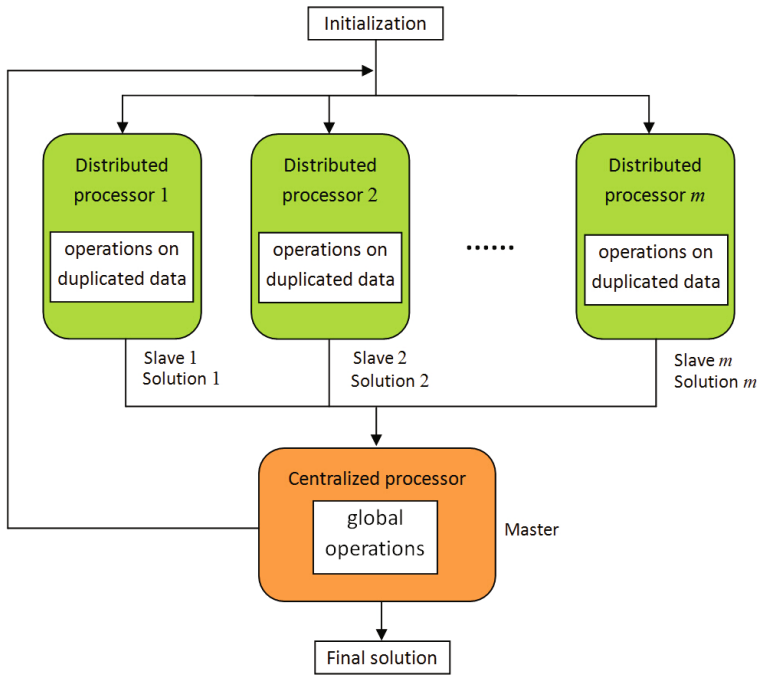 Initialization
Distributed
processor 1
operations on
duplicated data
Distributed
processor 2
operations on
duplicated data
......
Distributed
processor m
operations on
duplicated data
Slave 1
Solution 1
Slave 2
Solution 2
Slave m
Solution m
Centralized processor
global
operations
Master
Final solution